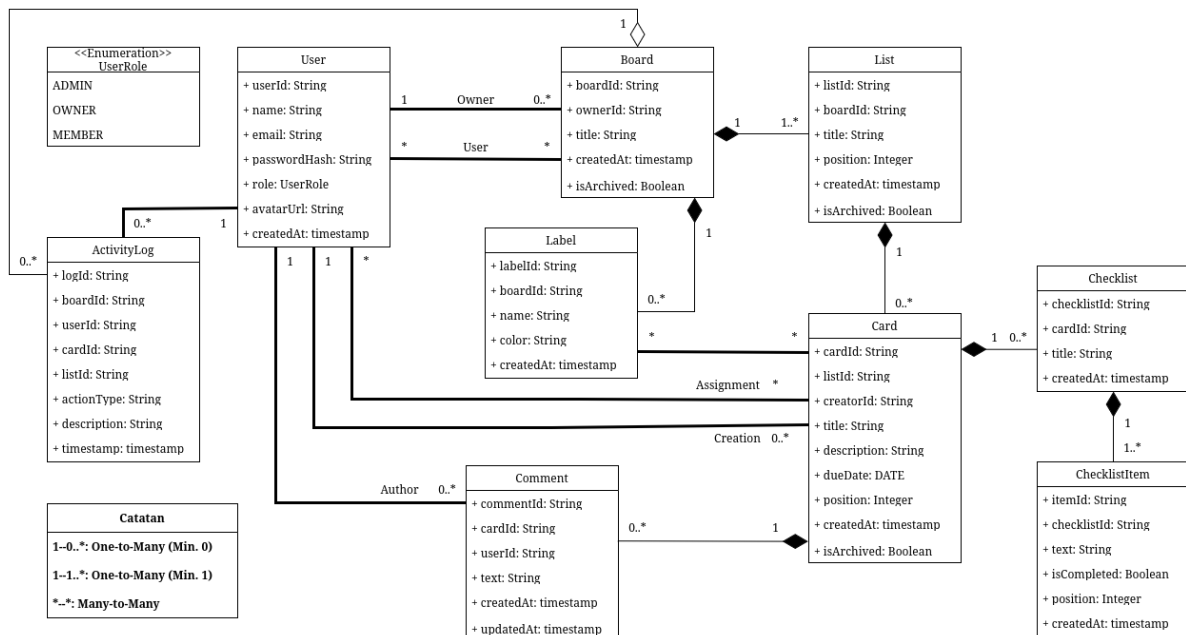 <<Enumeration>>
UserRole
ADMIN
OWNER
MEMBER
User
+ userId: String
+ name: String
+ email: String
+ passwordHash: String
+ role: UserRole
+ avatarUrl: String
+ createdAt: timestamp
1
Owner
0..*
*
User
*
1
Board
+ boardId: String
+ ownerId: String
+ title: String
+ createdAt: timestamp
+ isArchived: Boolean
1
1..*
List
+ listId: String
+ boardId: String
+ title: String
+ position: Integer
+ createdAt: timestamp
+ isArchived: Boolean
0..*
1
0..*
ActivityLog
+ logId: String
+ boardId: String
+ userId: String
+ cardId: String
+ listId: String
+ actionType: String
+ description: String
+ timestamp: timestamp
1
1
*
Label
+ labelId: String
+ boardId: String
+ name: String
+ color: String
+ createdAt: timestamp
1
0..*
*
*
1
0..*
Card
+ cardId: String
+ listId: String
+ creatorId: String
+ title: String
+ description: String
+ dueDate: DATE
+ position: Integer
+ createdAt: timestamp
+ isArchived: Boolean
1
0..*
Checklist
+ checklistId: String
+ cardId: String
+ title: String
+ createdAt: timestamp
1
1..*
ChecklistItem
+ itemId: String
+ checklistId: String
+ text: String
+ isCompleted: Boolean
+ position: Integer
+ createdAt: timestamp
Assignment
*
Creation
0..*
Author
0..*
Comment
+ commentId: String
+ cardId: String
+ userId: String
+ text: String
+ createdAt: timestamp
+ updatedAt: timestamp
0..*
1
Catatan
1--0..*: One-to-Many (Min. 0)
1--1..*: One-to-Many (Min. 1)
*--*: Many-to-Many